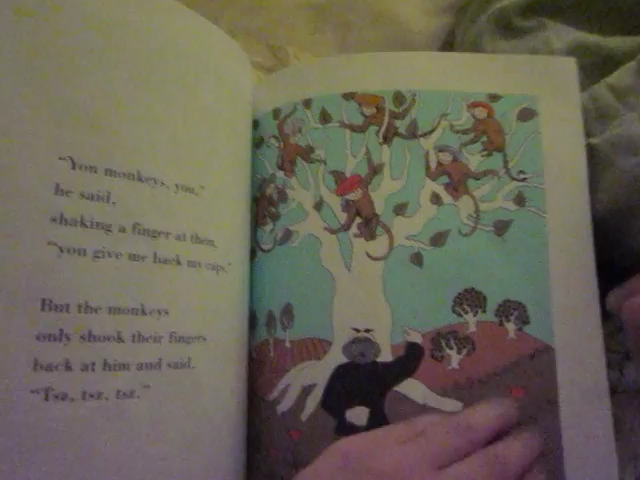 "You monkeys, you,"
he said,
shaking a finger at them,
"you give me back my caps."
But the monkeys
only shook their fingers
back at him and said,
"Tsz, tsz, tsz."